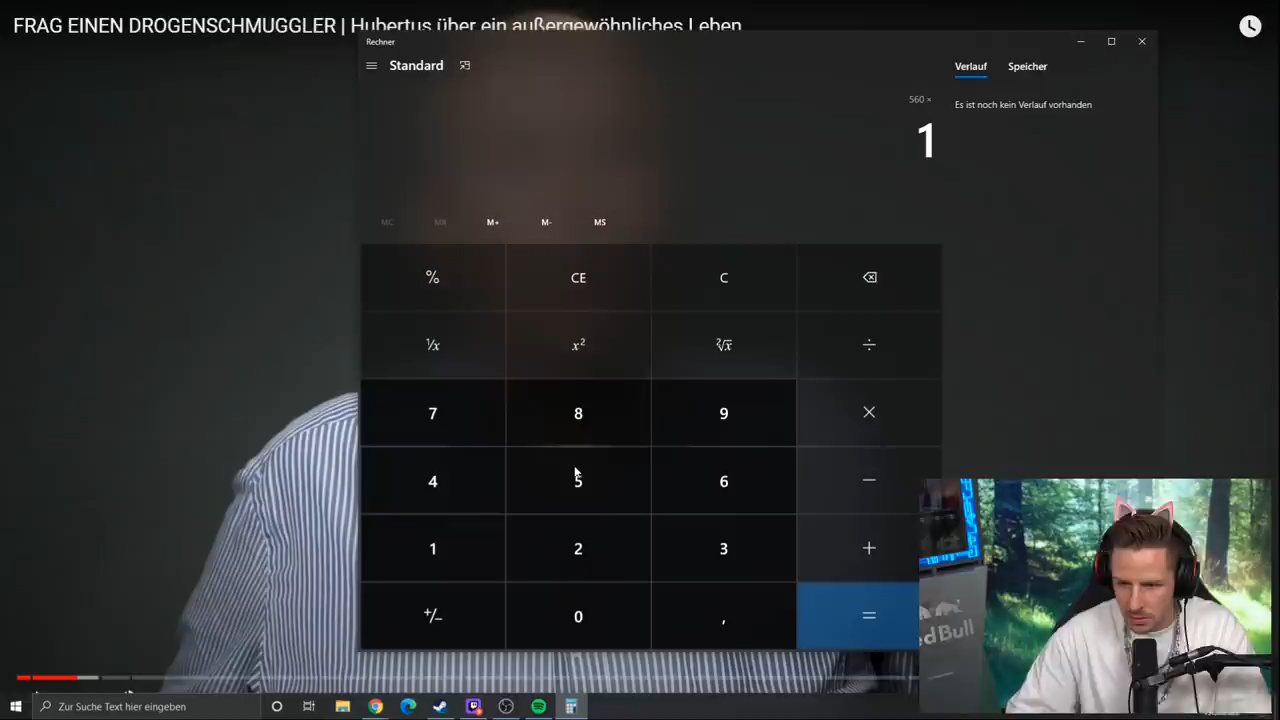 FRAG EINEN DROGENSCHMUGGLER | Hubertus über ein außergewöhnliches Leben
Rechner
Standard
Verlauf Speicher
560 ×
Es ist noch kein Verlauf vorhanden
1
MC MR M+ M- MS
% CE C
¹/x x² ²√x ÷
7 8 9 ×
4 5 6 −
1 2 3 +
+/− 0 , =
RedBull
Zur Suche Text hier eingeben